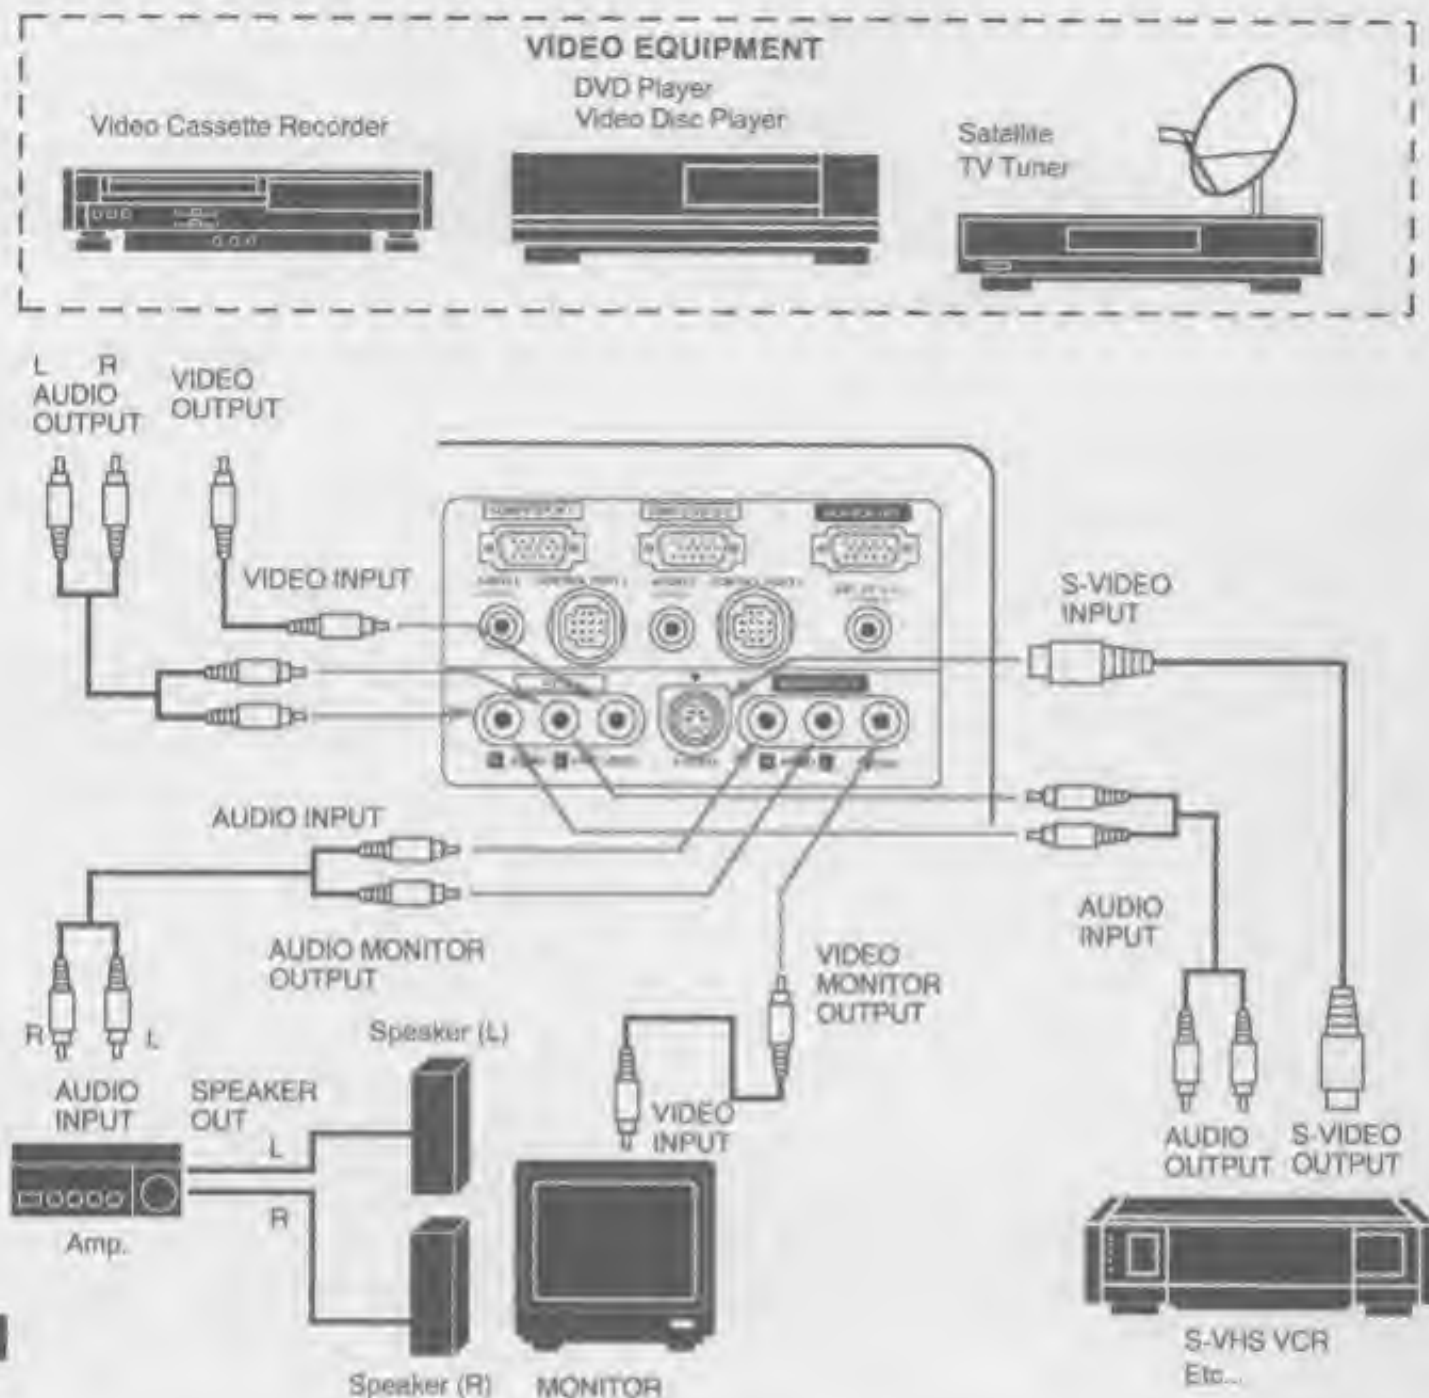 VIDEO EQUIPMENT
DVD Player
Video Disc Player
Video Cassette Recorder
Satellite
TV Tuner
L R
AUDIO
OUTPUT
VIDEO
OUTPUT
VIDEO INPUT
S-VIDEO
INPUT
CONTROL PORT
AUDIO INPUT
AUDIO MONITOR
OUTPUT
R L
AUDIO
INPUT
SPEAKER
OUT
L
R
Amp.
Speaker (L)
Speaker (R)
VIDEO
MONITOR
OUTPUT
VIDEO
INPUT
MONITOR
AUDIO
INPUT
AUDIO
OUTPUT
S-VIDEO
OUTPUT
S-VHS VCR
Etc...